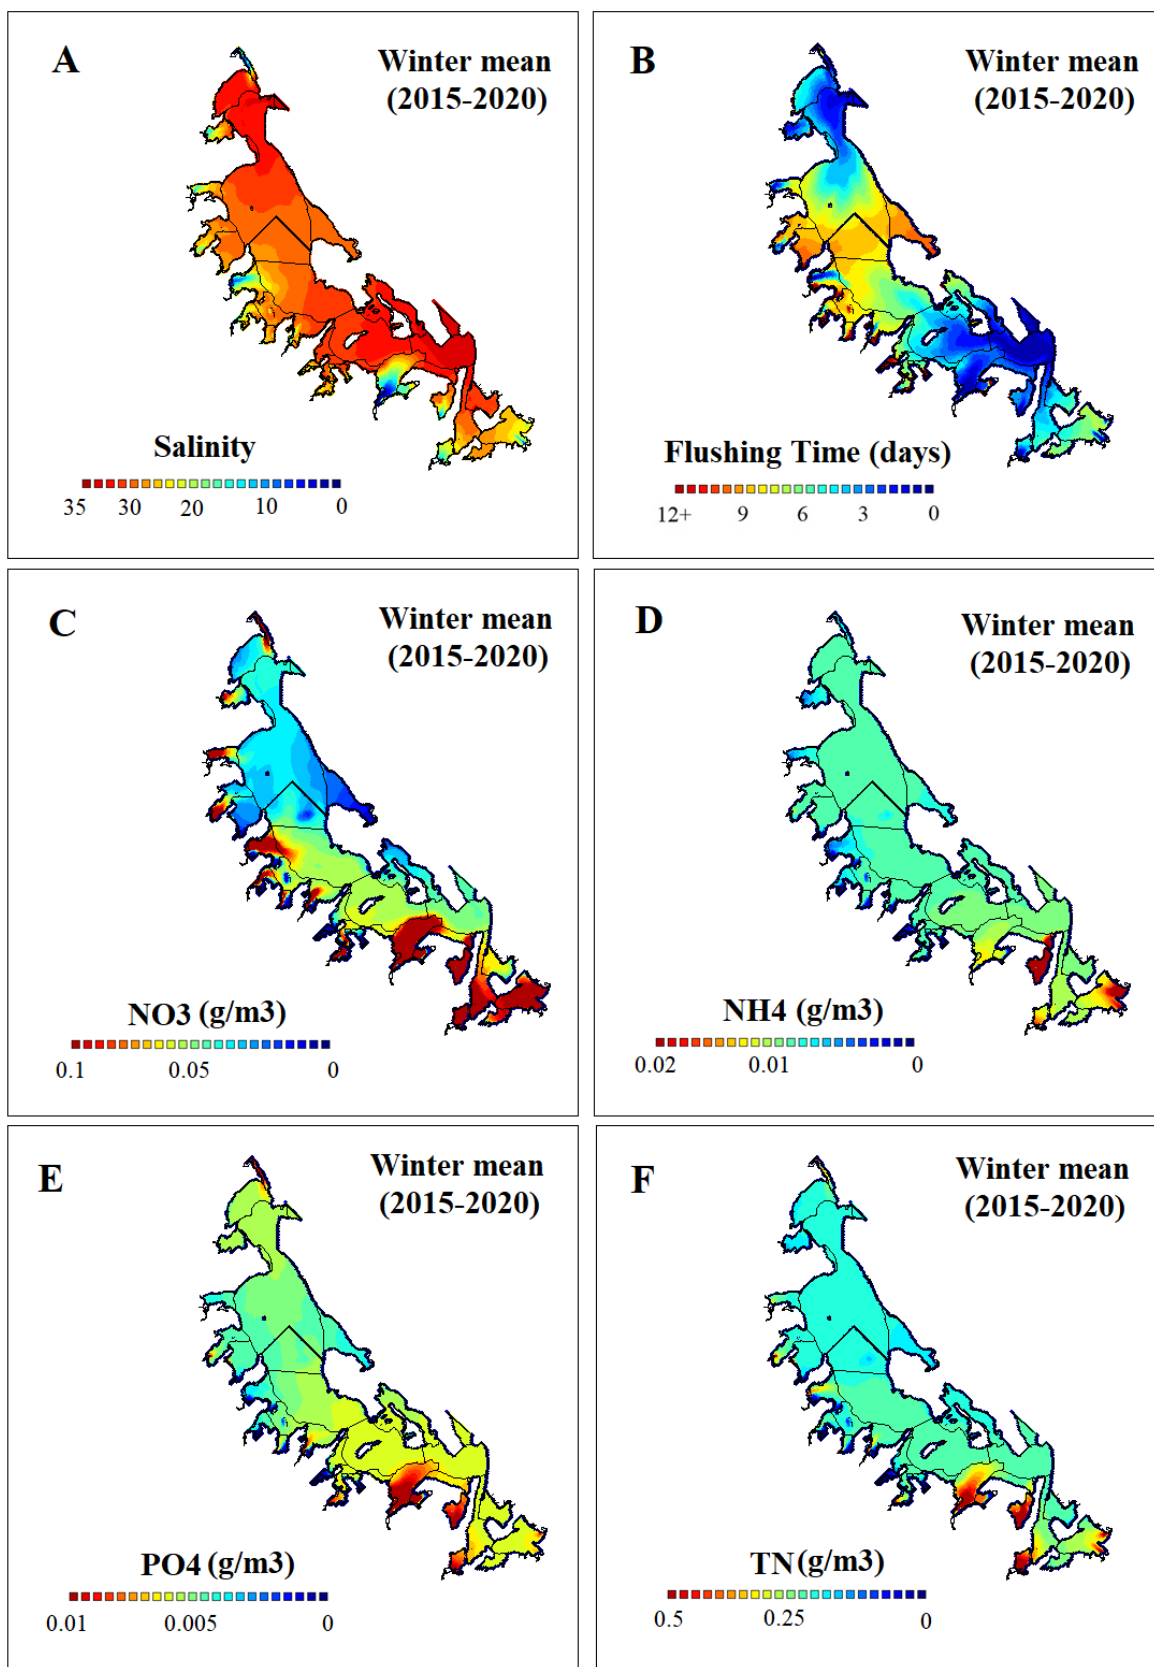 A
Winter mean
(2015-2020)
Salinity
35 30 20 10 0
B
Winter mean
(2015-2020)
Flushing Time (days)
12+ 9 6 3 0
C
Winter mean
(2015-2020)
NO3 (g/m3)
0.1 0.05 0
D
Winter mean
(2015-2020)
NH4 (g/m3)
0.02 0.01 0
E
Winter mean
(2015-2020)
PO4 (g/m3)
0.01 0.005 0
F
Winter mean
(2015-2020)
TN(g/m3)
0.5 0.25 0